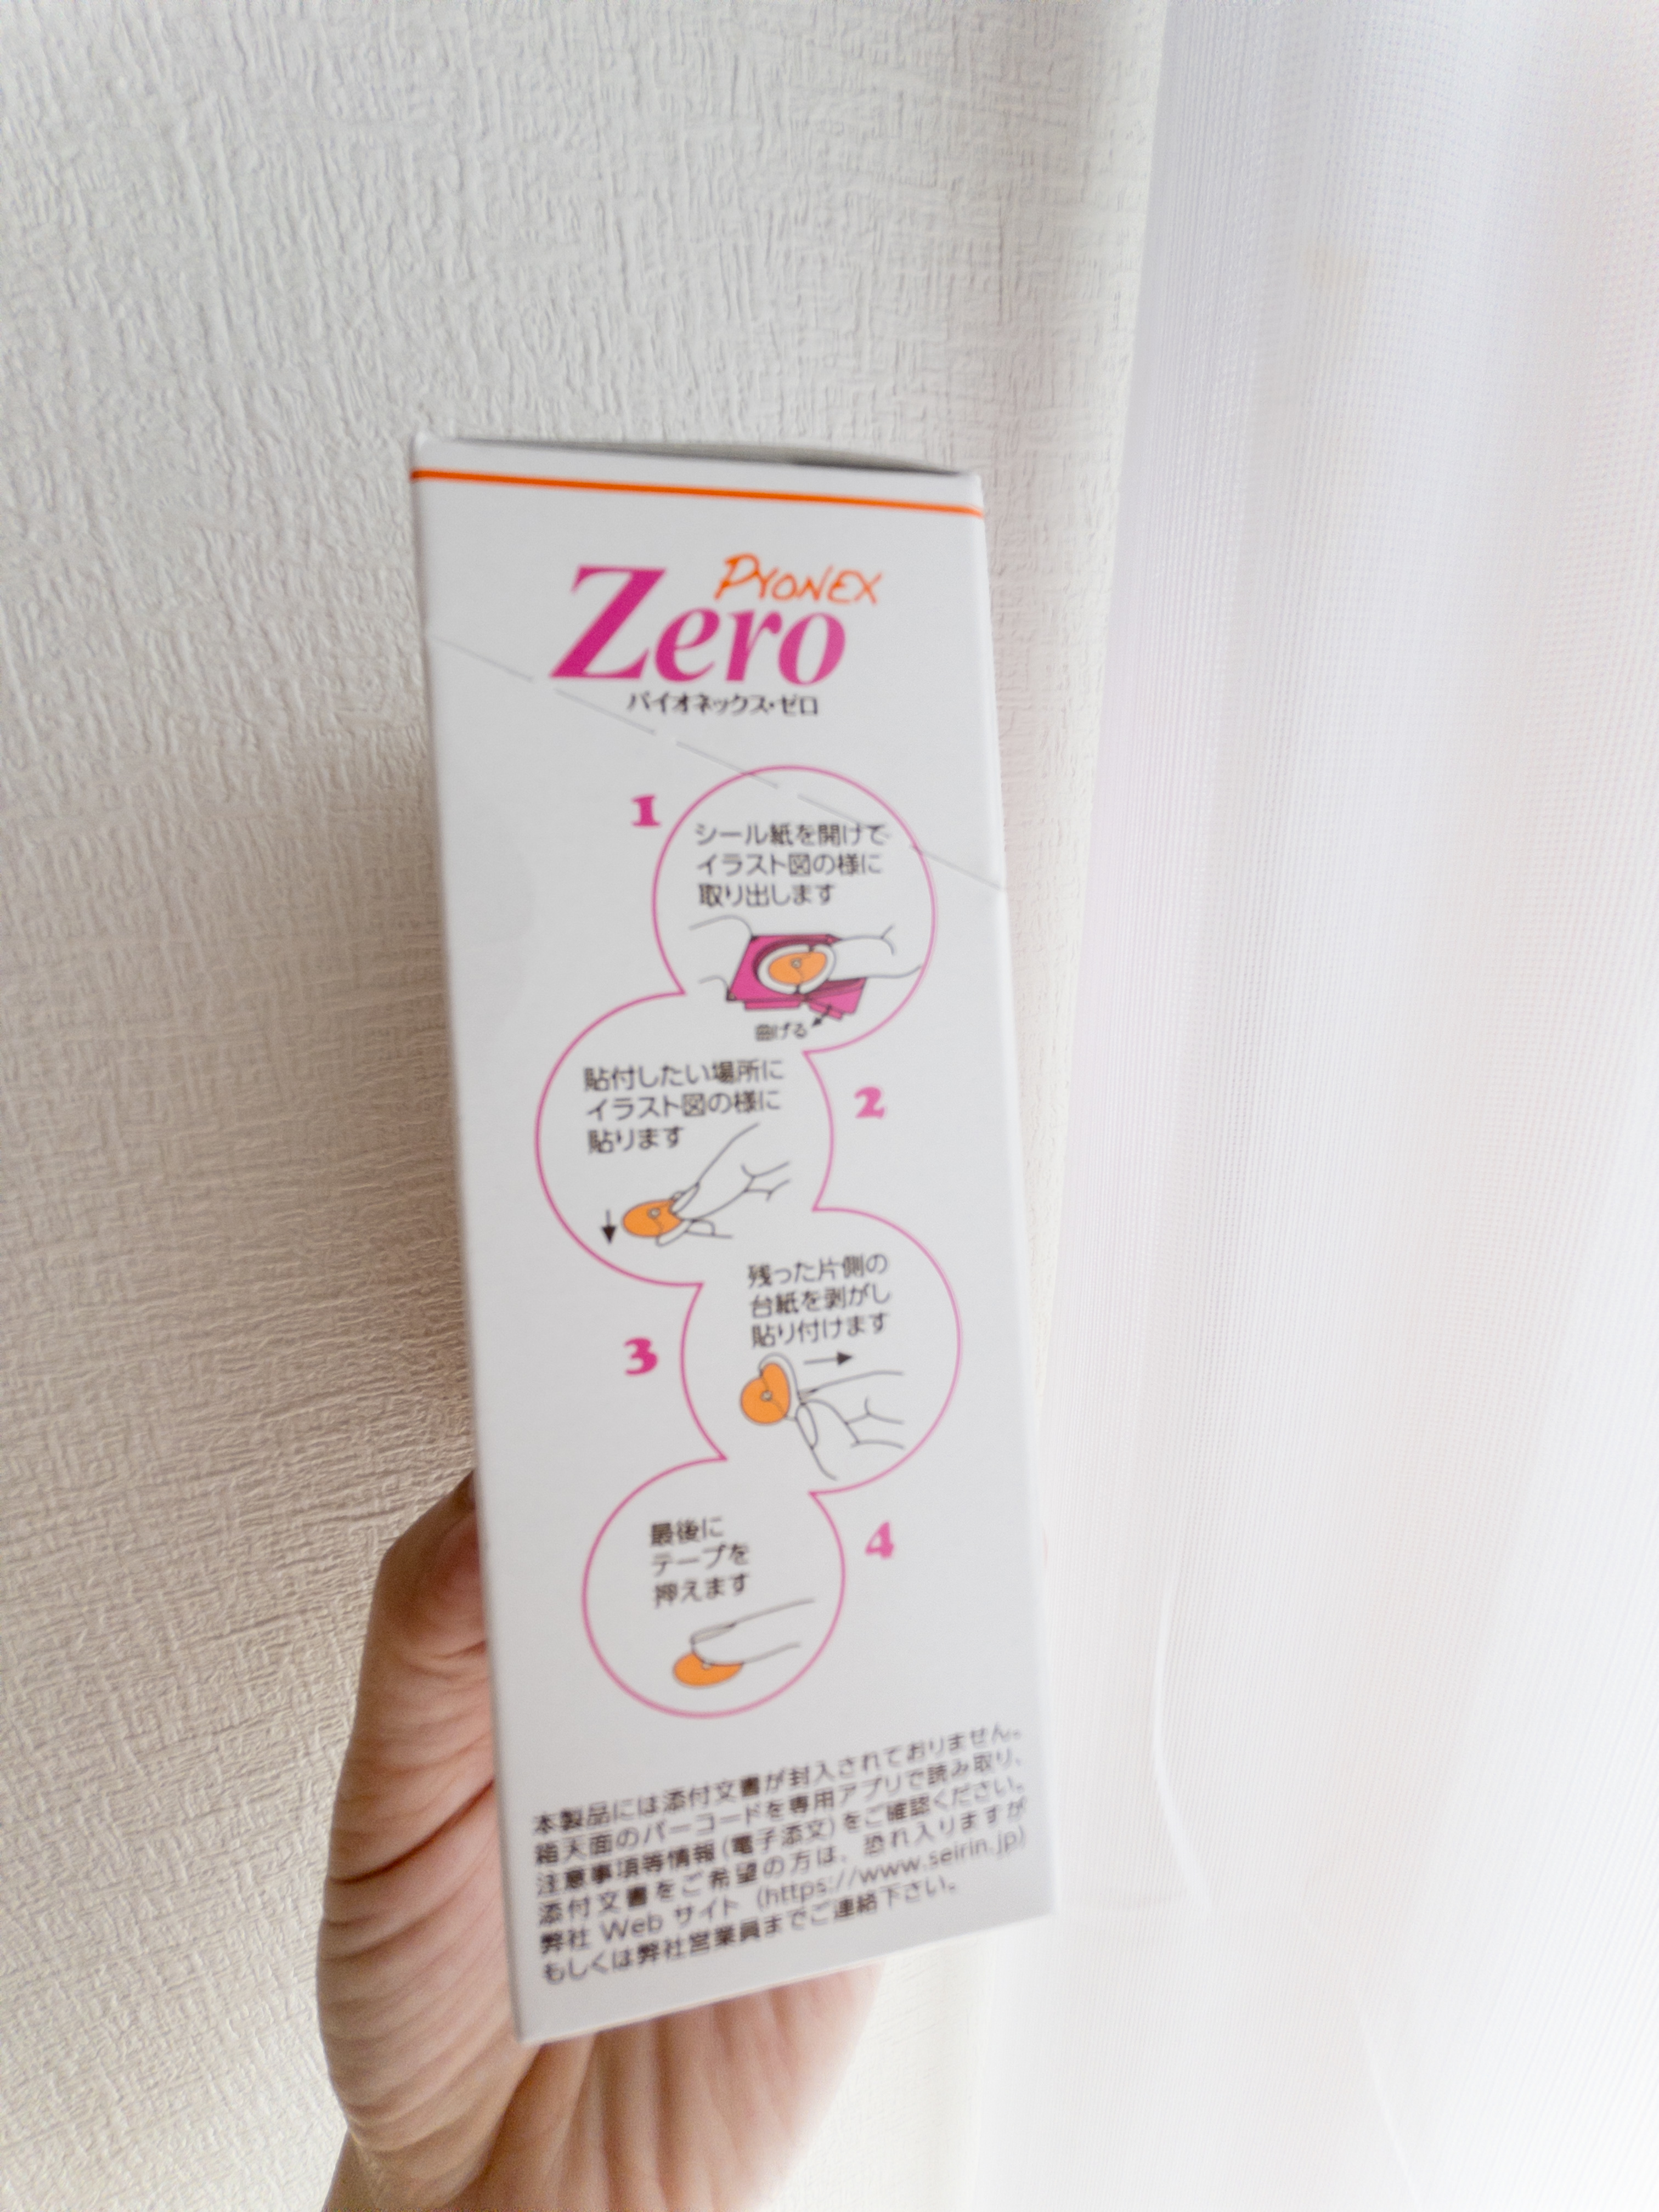 PYONEX
Zero
パイオネックス・ゼロ
1
シール紙を開けて
イラスト図の様に
取り出します
曲げる
2
貼付したい場所に
イラスト図の様に
貼ります
3
残った片側の
台紙を剥がし
貼り付けます
4
最後に
テープを
押えます
本製品には添付文書が封入されておりません。
箱天面のバーコードを専用アプリで読み取り、
注意事項等情報(電子添文)をご確認ください。
添付文書をご希望の方は、恐れ入りますが
弊社 Web サイト (https://www.seirin.jp)
もしくは弊社営業員までご連絡下さい。